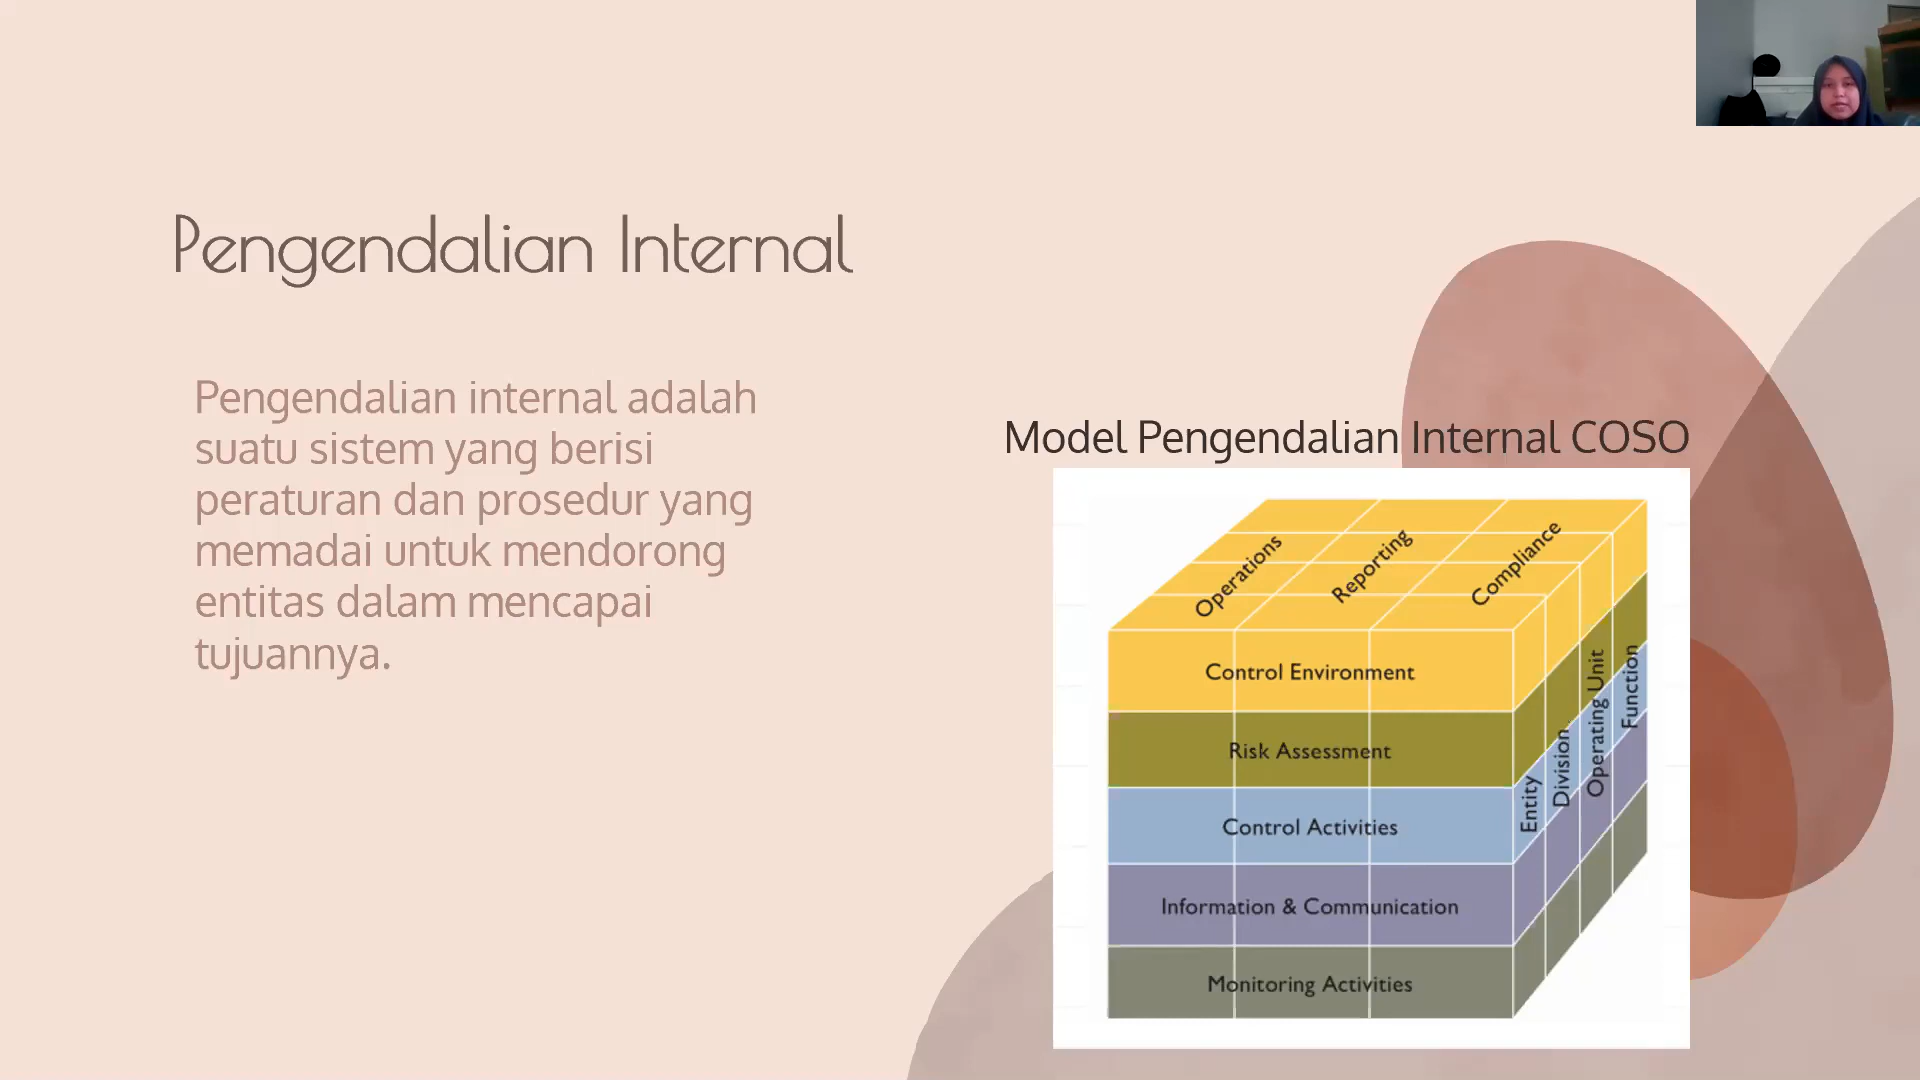 Pengendalian Internal
Pengendalian internal adalah
suatu sistem yang berisi
peraturan dan prosedur yang
memadai untuk mendorong
entitas dalam mencapai
tujuannya.
Model Pengendalian Internal COSO
Operations
Reporting
Compliance
Control Environment
Risk Assessment
Control Activities
Information & Communication
Monitoring Activities
Entity
Division
Operating Unit
Function